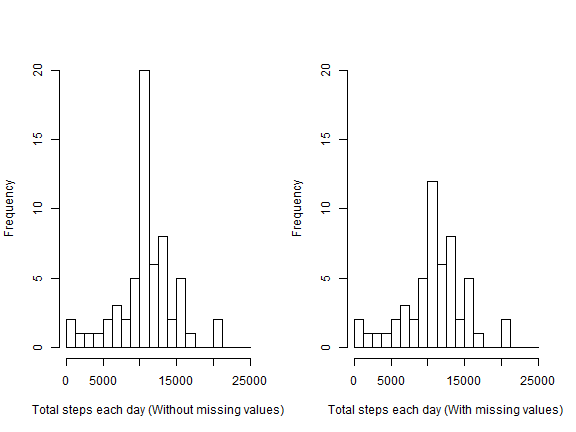 20
15
10
5
0
Frequency
0 5000 15000 25000
Total steps each day (Without missing values)
20
15
10
5
0
Frequency
0 5000 15000 25000
Total steps each day (With missing values)